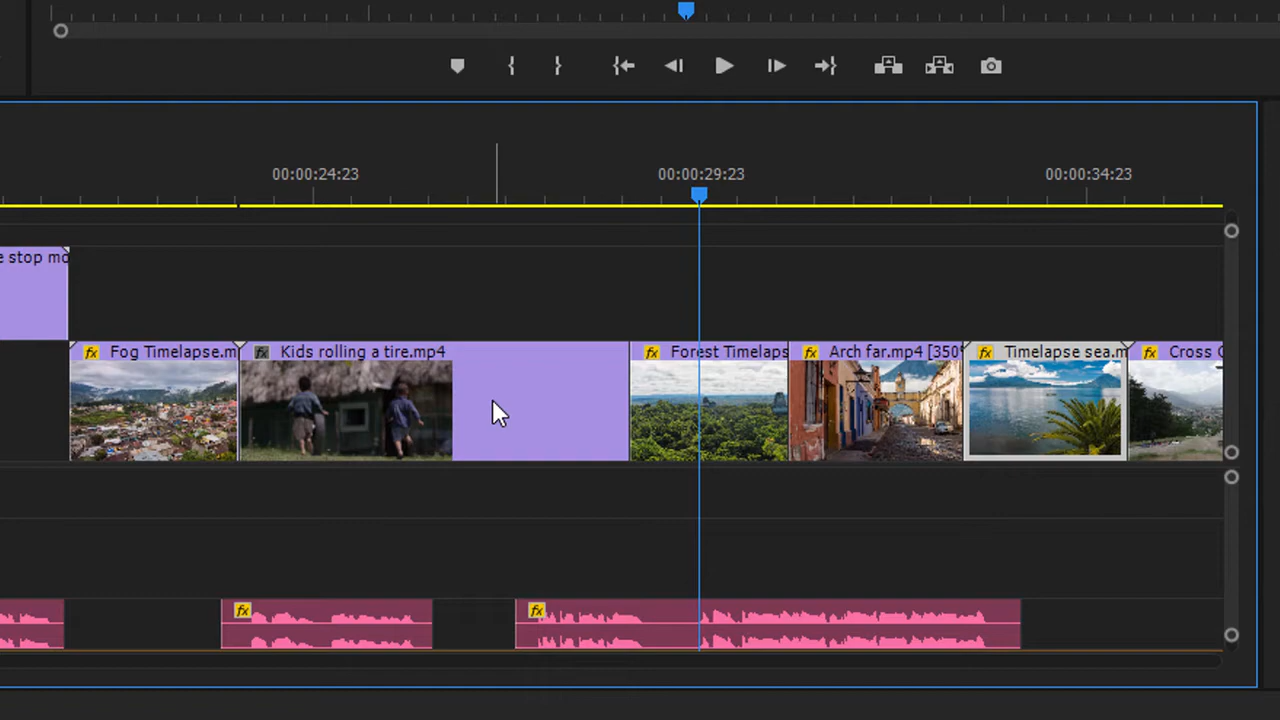 00:00:24:23 00:00:29:23 00:00:34:23
e stop mo
fx Fog Timelapse.m fx Kids rolling a tire.mp4 fx Forest Timelaps fx Arch far.mp4 [350% fx Timelapse sea.m fx Cross C
fx fx